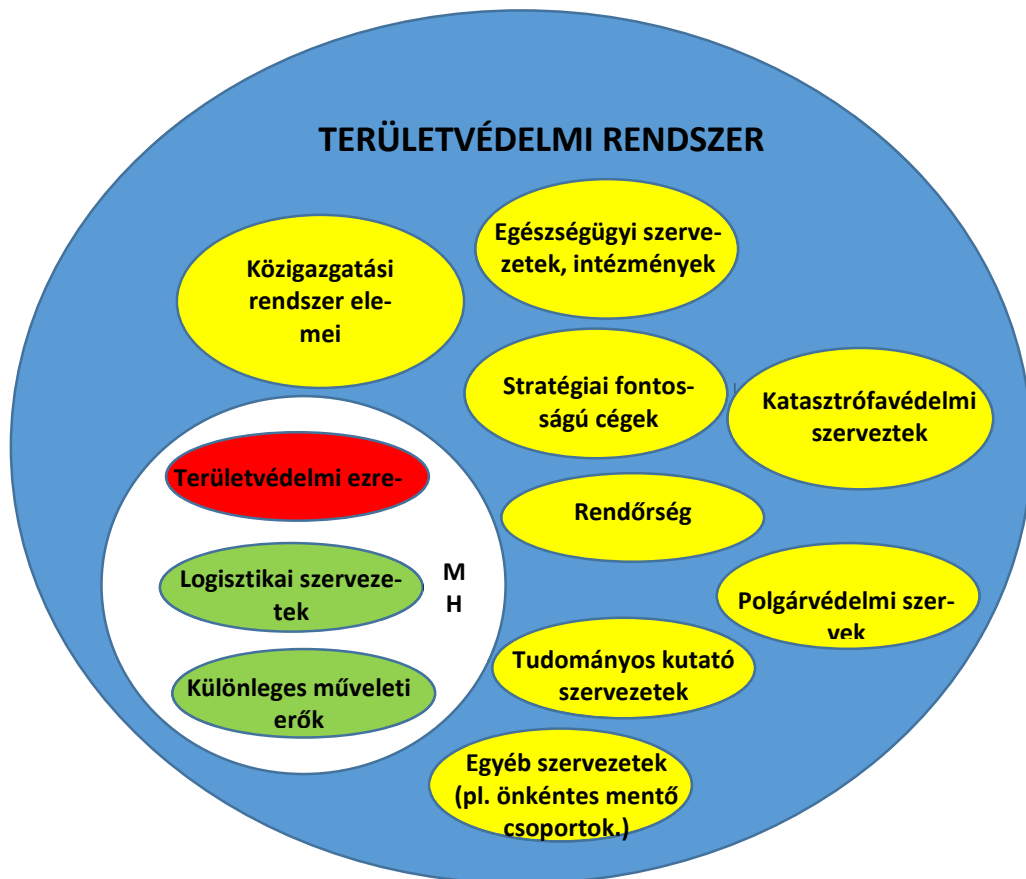 TERÜLETVÉDELMI RENDSZER
Egészségügyi szerve-
zetek, intézmények
Közigazgatási
rendszer ele-
mei
Stratégiai fontos-
ságú cégek
Katasztrófavédelmi
szerveztek
Területvédelmi ezre-
Rendőrség
Logisztikai szerveze-
tek
M
H
Polgárvédelmi szer-
vek
Tudományos kutató
szervezetek
Különleges műveleti
erők
Egyéb szervezetek
(pl. önkéntes mentő
csoportok.)